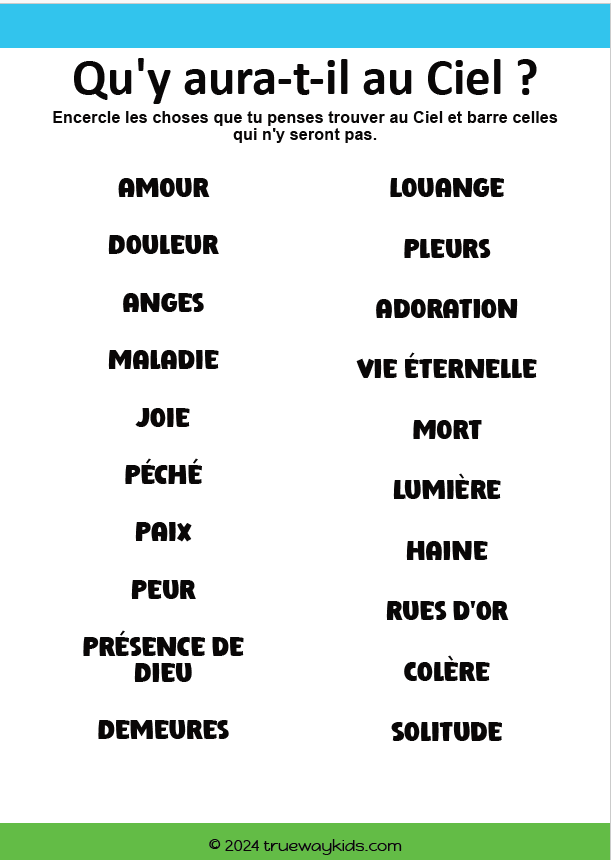 Qu'y aura-t-il au Ciel ?
Encercle les choses que tu penses trouver au Ciel et barre celles
qui n'y seront pas.
AMOUR
DOULEUR
ANGES
MALADIE
JOIE
PÉCHÉ
PAIX
PEUR
PRÉSENCE DE
DIEU
DEMEURES
LOUANGE
PLEURS
ADORATION
VIE ÉTERNELLE
MORT
LUMIÈRE
HAINE
RUES D'OR
COLÈRE
SOLITUDE
© 2024 truewaykids.com